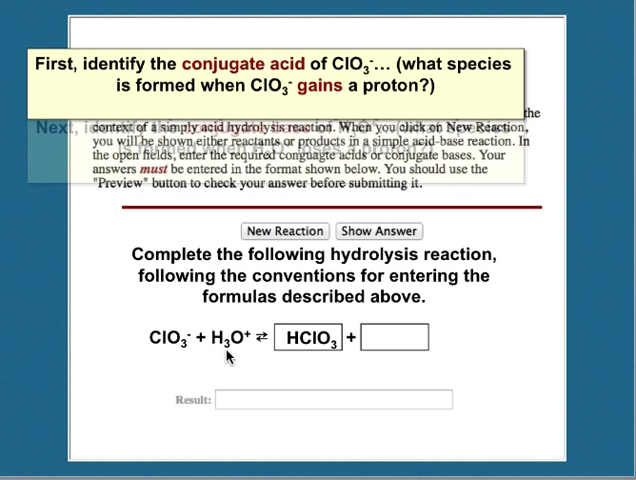 First, identify the conjugate acid of ClO₃⁻… (what species
is formed when ClO₃⁻ gains a proton?)
the
Next, identify the conjugate base of
context of a simply acid hydrolysis reaction. When you click on New Reaction,
you will be shown either reactants or products in a simple acid-base reaction. In
the open fields, enter the required conguagte acids or conjugate bases. Your
answers must be entered in the format shown below. You should use the
"Preview" button to check your answer before submitting it.
New Reaction Show Answer
Complete the following hydrolysis reaction,
following the conventions for entering the
formulas described above.
ClO₃⁻ + H₃O⁺ ⇄ HClO₃ +
Result: